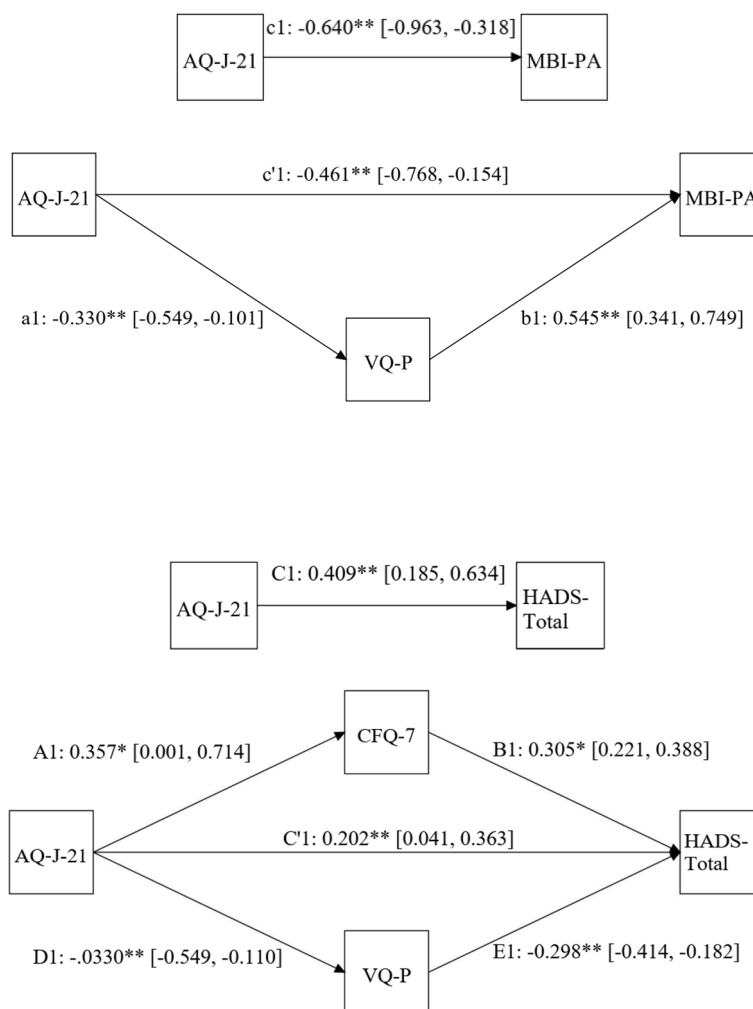 c1: -0.640** [-0.963, -0.318]
AQ-J-21
MBI-PA
AQ-J-21
c'1: -0.461** [-0.768, -0.154]
MBI-PA
a1: -0.330** [-0.549, -0.101]
b1: 0.545** [0.341, 0.749]
VQ-P
C1: 0.409** [0.185, 0.634]
AQ-J-21
HADS-
Total
A1: 0.357* [0.001, 0.714]
CFQ-7
B1: 0.305* [0.221, 0.388]
AQ-J-21
C'1: 0.202** [0.041, 0.363]
HADS-
Total
D1: -.0330** [-0.549, -0.110]
VQ-P
E1: -0.298** [-0.414, -0.182]